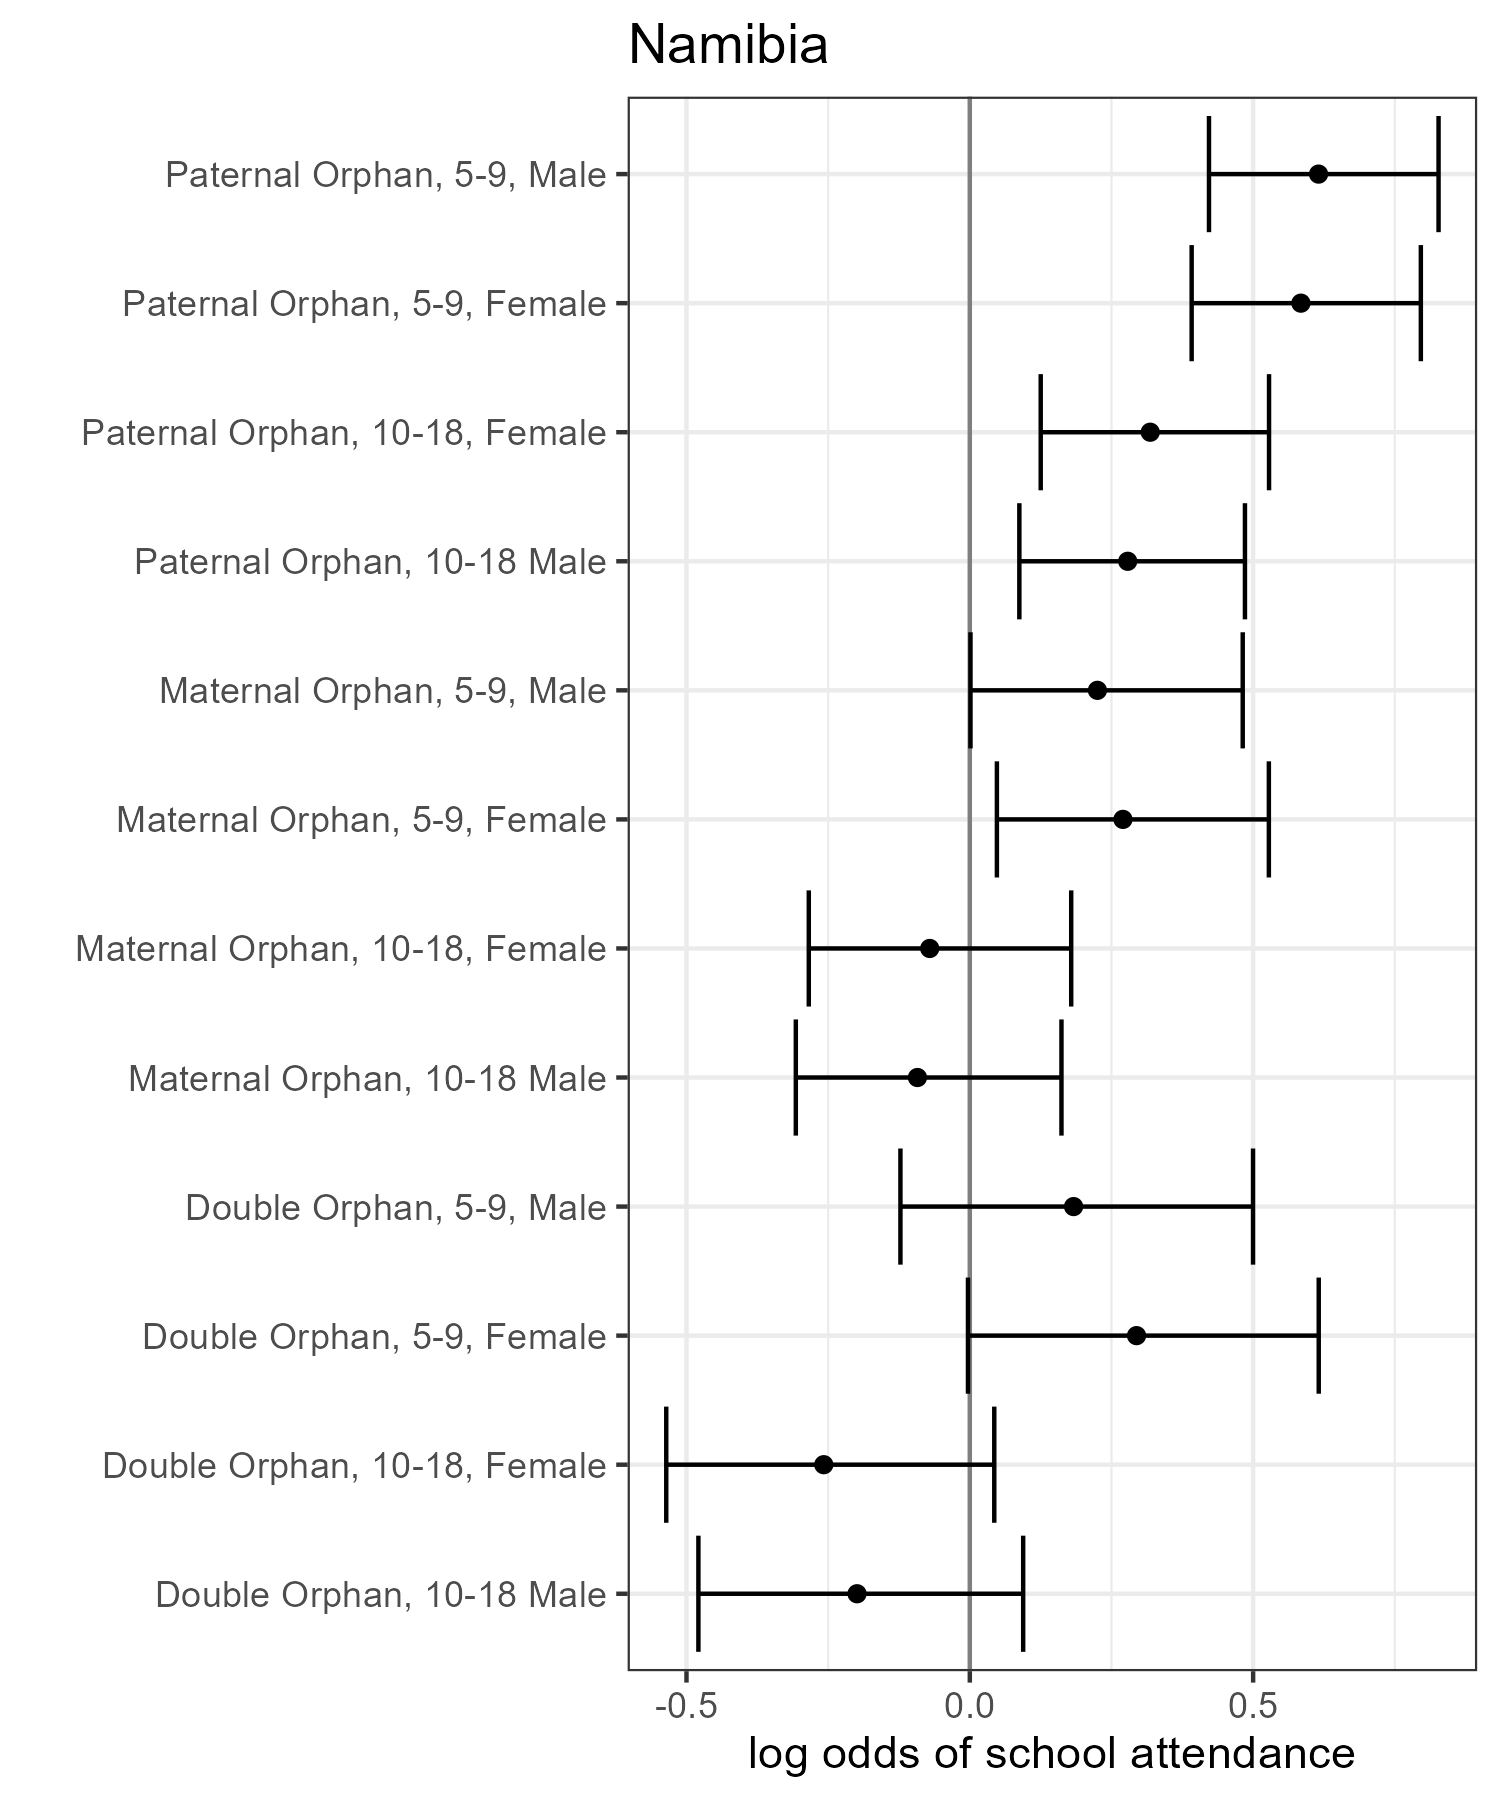 Namibia
Paternal Orphan, 5-9, Male
Paternal Orphan, 5-9, Female
Paternal Orphan, 10-18, Female
Paternal Orphan, 10-18 Male
Maternal Orphan, 5-9, Male
Maternal Orphan, 5-9, Female
Maternal Orphan, 10-18, Female
Maternal Orphan, 10-18 Male
Double Orphan, 5-9, Male
Double Orphan, 5-9, Female
Double Orphan, 10-18, Female
Double Orphan, 10-18 Male
-0.5 0.0 0.5
log odds of school attendance